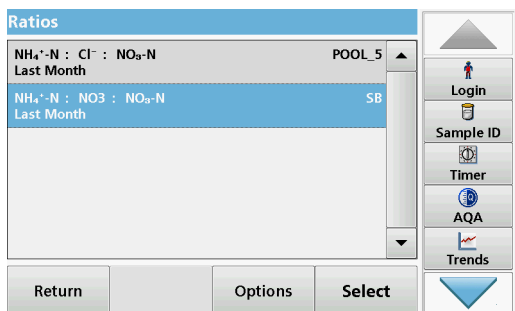 Ratios
NH₄⁺-N : Cl⁻ : NO₃-N POOL_5
Last Month
NH₄⁺-N : NO3 : NO₃-N SB
Last Month
Login
Sample ID
Timer
AQA
Trends
Return Options Select